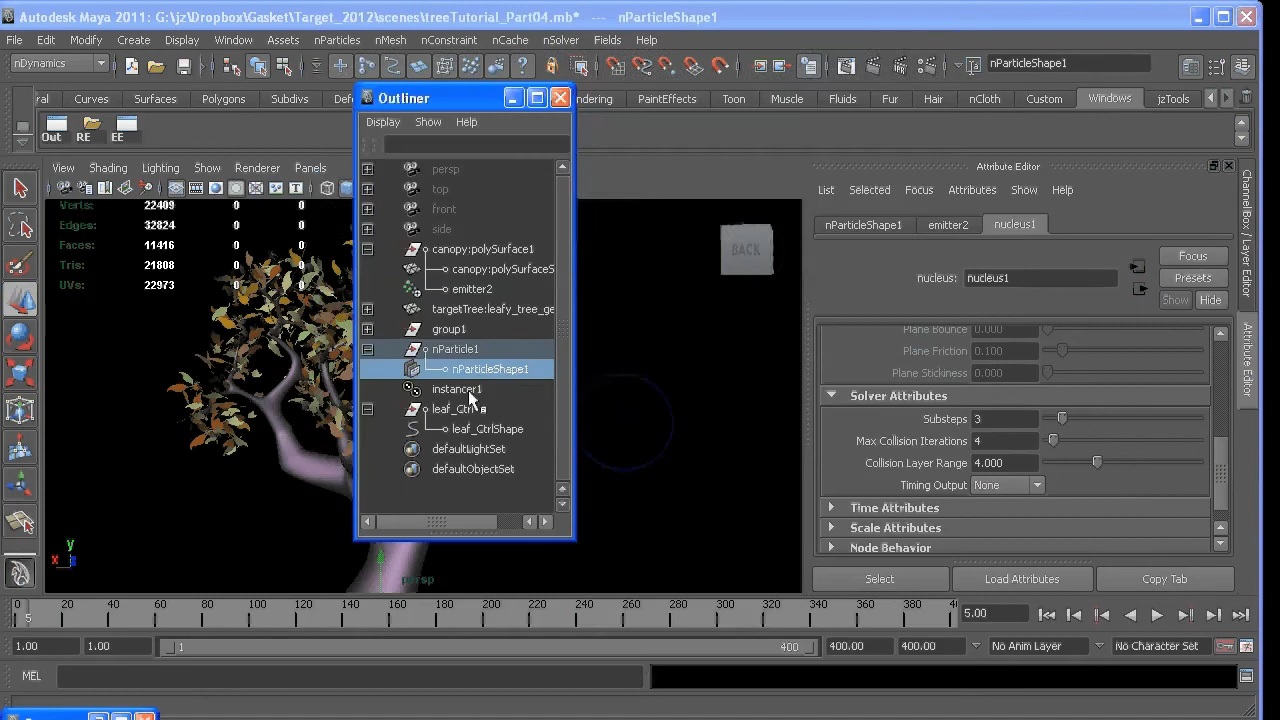 Autodesk Maya 2011: G:\jz\Dropbox\Gasket\Target_2012\scenes\treeTutorial_Part04.mb* --- nParticleShape1
File Edit Modify Create Display Window Assets nParticles nMesh nConstraint nCache nSolver Fields Help
nDynamics
nParticleShape1
Curves Surfaces Polygons Subdivs PaintEffects Toon Muscle Fluids Fur Hair nCloth Custom Windows jzTools
Out RE EE
Outliner
Display Show Help
View Shading Lighting Show Renderer Panels
Verts: 22409 0 0
Edges: 32824 0 0
Faces: 11416 0 0
Tris: 21808 0 0
UVs: 22973 0 0
BACK
persp
top
front
side
canopy:polySurface1
canopy:polySurfaceS
emitter2
targetTree:leafy_tree_ge
group1
nParticle1
nParticleShape1
instancer1
leaf_Ctrl
leaf_CtrlShape
defaultLightSet
defaultObjectSet
y
x
persp
Attribute Editor
List Selected Focus Attributes Show Help
nParticleShape1 emitter2 nucleus1
nucleus: nucleus1
Focus
Presets
Show Hide
Plane Bounce 0.000
Plane Friction 0.100
Plane Stickiness 0.000
Solver Attributes
Substeps 3
Max Collision Iterations 4
Collision Layer Range 4.000
Timing Output None
Time Attributes
Scale Attributes
Node Behavior
Select Load Attributes Copy Tab
Channel Box / Layer Editor
Attribute Editor
20 40 60 80 100 120 140 160 180 200 220 240 260 280 300 320 340 360 380
5
5.00
1.00 1.00 1 400 400.00 400.00 No Anim Layer No Character Set
MEL